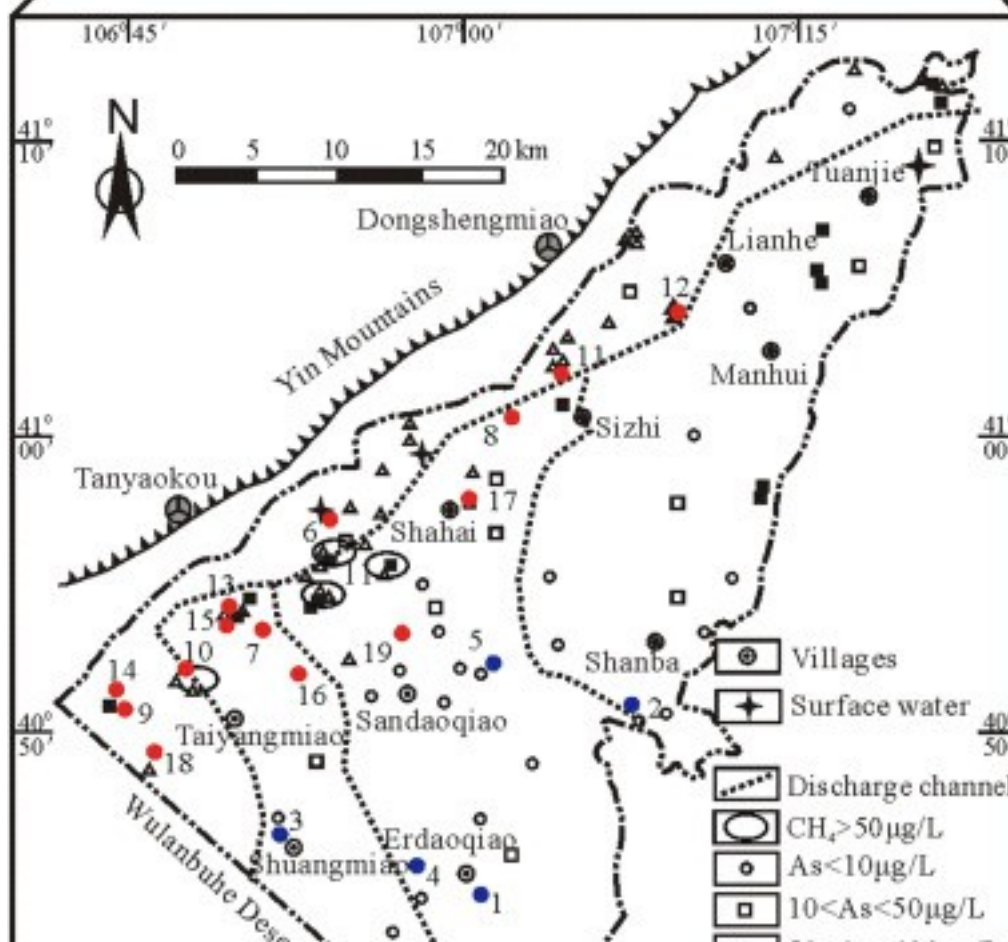 106°45′ 107°00′ 107°15′
N
41°
10′
41
10
0 5 10 15 20 km
Dongshengmiao
Tuanjie
Lianhe
Yin Mountains
12
11
Manhui
8
Sizhi
41°
00′
41
00
Tanyaokou
17
6
Shahai
11
13
15
7
19
5
10
14
16
9
Shanba
2
Sandaoqiao
Taiyangmiao
18
40°
50′
40
50
Villages
Surface water
Discharge channel
CH₄>50μg/L
As<10μg/L
10<As<50μg/L
Wulanbuhe Dese
3
Shuangmiao
Erdaoqiao
4
1